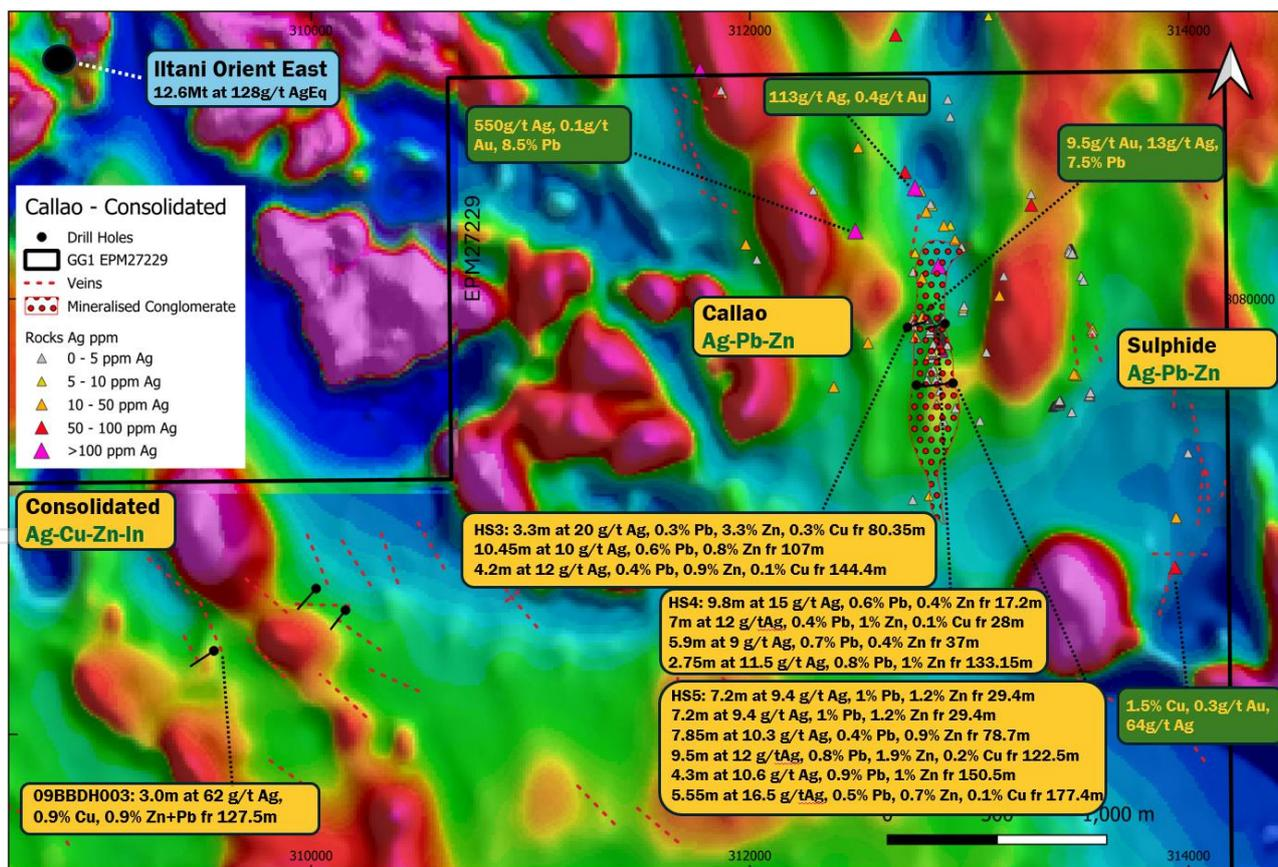 310000
312000
314000
Iltani Orient East
12.6Mt at 128g/t AgEq
550g/t Ag, 0.1g/t
Au, 8.5% Pb
113g/t Ag, 0.4g/t Au
9.5g/t Au, 13g/t Ag,
7.5% Pb
Callao - Consolidated
Drill Holes
GG1 EPM27229
Veins
Mineralised Conglomerate
Rocks Ag ppm
0 - 5 ppm Ag
5 - 10 ppm Ag
10 - 50 ppm Ag
50 - 100 ppm Ag
>100 ppm Ag
EPM27229
8080000
Callao
Ag-Pb-Zn
Sulphide
Ag-Pb-Zn
Consolidated
Ag-Cu-Zn-In
HS3: 3.3m at 20 g/t Ag, 0.3% Pb, 3.3% Zn, 0.3% Cu fr 80.35m
10.45m at 10 g/t Ag, 0.6% Pb, 0.8% Zn fr 107m
4.2m at 12 g/t Ag, 0.4% Pb, 0.9% Zn, 0.1% Cu fr 144.4m
HS4: 9.8m at 15 g/t Ag, 0.6% Pb, 0.4% Zn fr 17.2m
7m at 12 g/tAg, 0.4% Pb, 1% Zn, 0.1% Cu fr 28m
5.9m at 9 g/t Ag, 0.7% Pb, 0.4% Zn fr 37m
2.75m at 11.5 g/t Ag, 0.8% Pb, 1% Zn fr 133.15m
HS5: 7.2m at 9.4 g/t Ag, 1% Pb, 1.2% Zn fr 29.4m
7.2m at 9.4 g/t Ag, 1% Pb, 1.2% Zn fr 29.4m
7.85m at 10.3 g/t Ag, 0.4% Pb, 0.9% Zn fr 78.7m
9.5m at 12 g/tAg, 0.8% Pb, 1.9% Zn, 0.2% Cu fr 122.5m
4.3m at 10.6 g/t Ag, 0.9% Pb, 1% Zn fr 150.5m
5.55m at 16.5 g/tAg, 0.5% Pb, 0.7% Zn, 0.1% Cu fr 177.4m
1.5% Cu, 0.3g/t Au,
64g/t Ag
09BBDH003: 3.0m at 62 g/t Ag,
0.9% Cu, 0.9% Zn+Pb fr 127.5m
0 500 1,000 m
310000
312000
314000